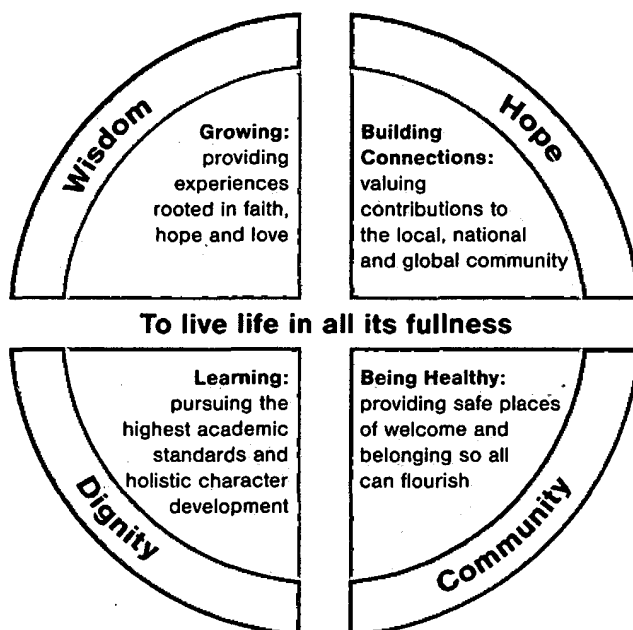 Wisdom
Growing:
providing
experiences
rooted in faith,
hope and love
Hope
Building
Connections:
valuing
contributions to
the local, national
and global community
To live life in all its fullness
Dignity
Learning:
pursuing the
highest academic
standards and
holistic character
development
Community
Being Healthy:
providing safe places
of welcome and
belonging so all
can flourish